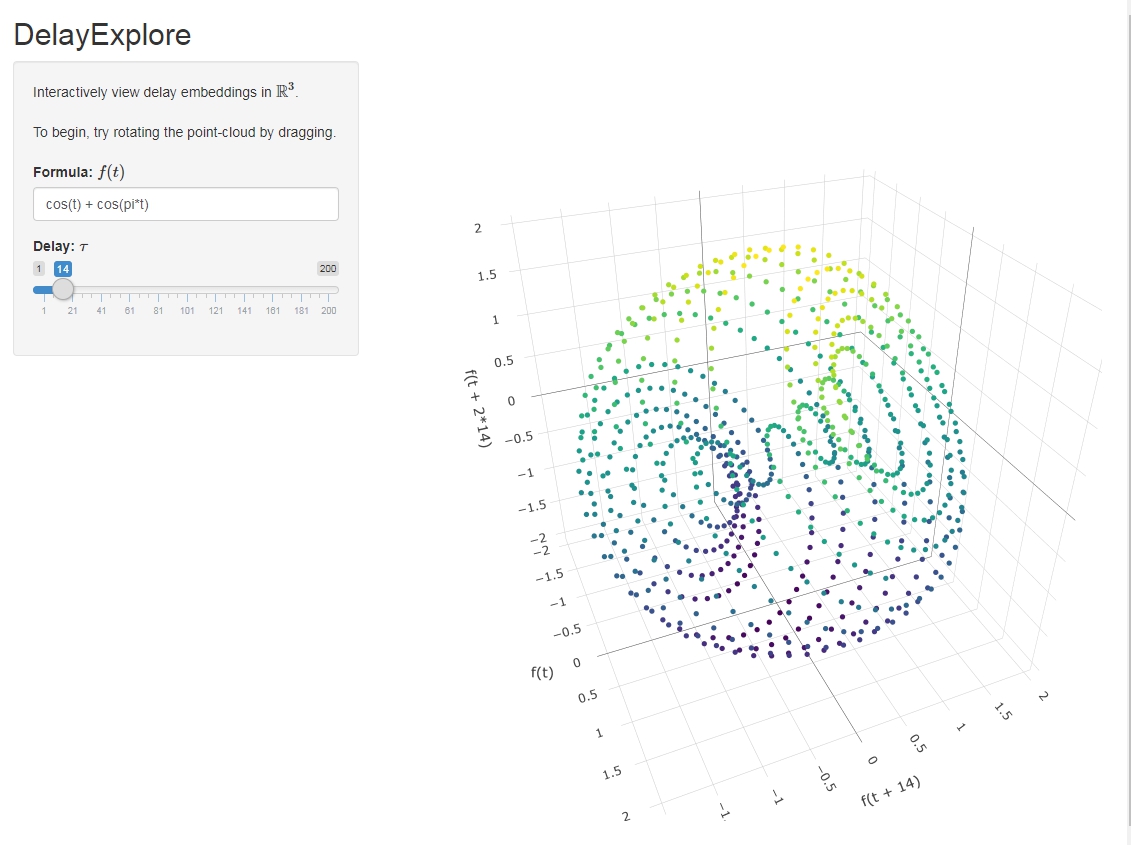 DelayExplore
Interactively view delay embeddings in ℝ³.
To begin, try rotating the point-cloud by dragging.
Formula: f(t)
cos(t) + cos(pi*t)
Delay: τ
1 14 200
1 21 41 61 81 101 121 141 161 181 200
2
1.5
1
0.5
0
−0.5
−1
−1.5
−2
f(t + 2*14)
−2
−1.5
−1
−0.5
0
0.5
1
1.5
2
f(t)
−1.
−1
−0.5
0
0.5
1
1.5
2
f(t + 14)